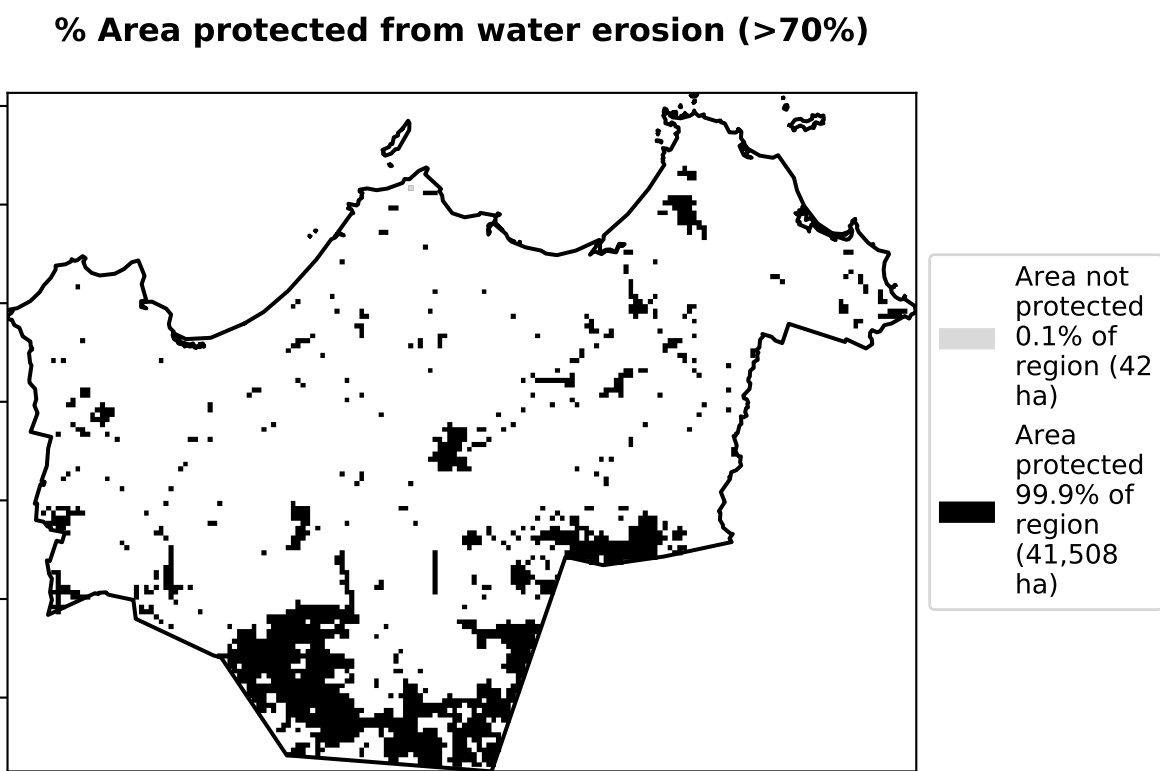 % Area protected from water erosion (>70%)
Area not
protected
0.1% of
region (42
ha)
Area
protected
99.9% of
region
(41,508
ha)